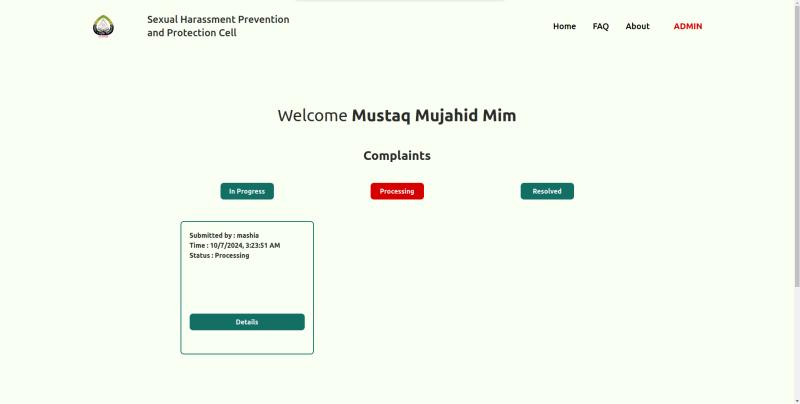 Sexual Harassment Prevention
and Protection Cell
Home FAQ About ADMIN
Welcome Mustaq Mujahid Mim
Complaints
In Progress Processing Resolved
Submitted by : mashia
Time : 10/7/2024, 3:23:51 AM
Status : Processing
Details